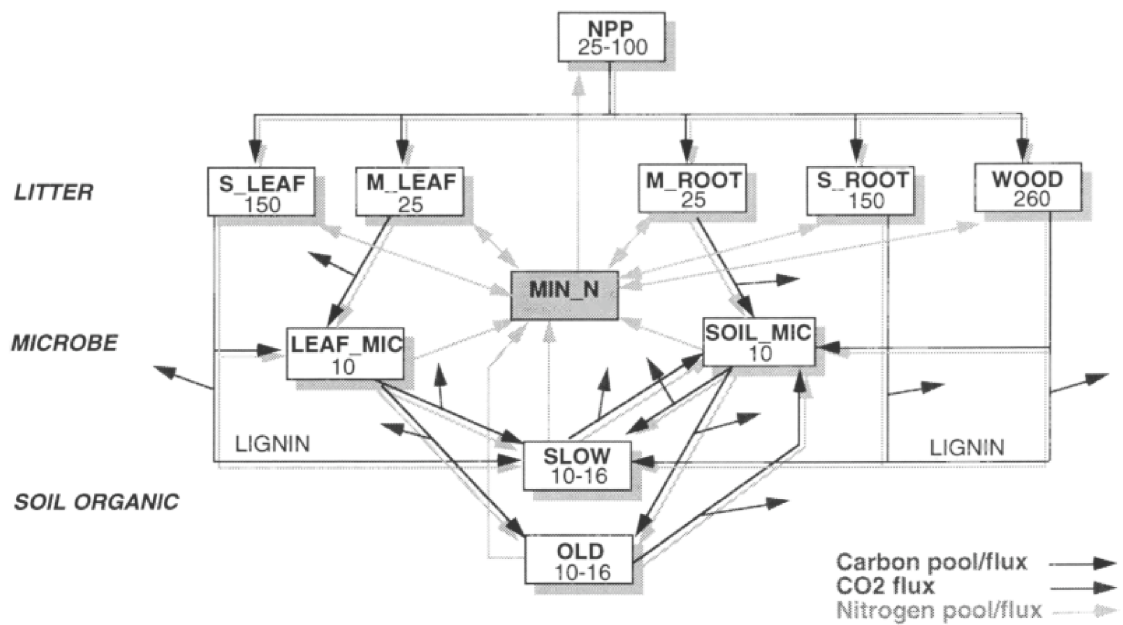 NPP
25-100
LITTER
S_LEAF
150
M_LEAF
25
M_ROOT
25
S_ROOT
150
WOOD
260
MIN_N
MICROBE
LEAF_MIC
10
SOIL_MIC
10
LIGNIN
LIGNIN
SLOW
10-16
SOIL ORGANIC
OLD
10-16
Carbon pool/flux
CO2 flux
Nitrogen pool/flux